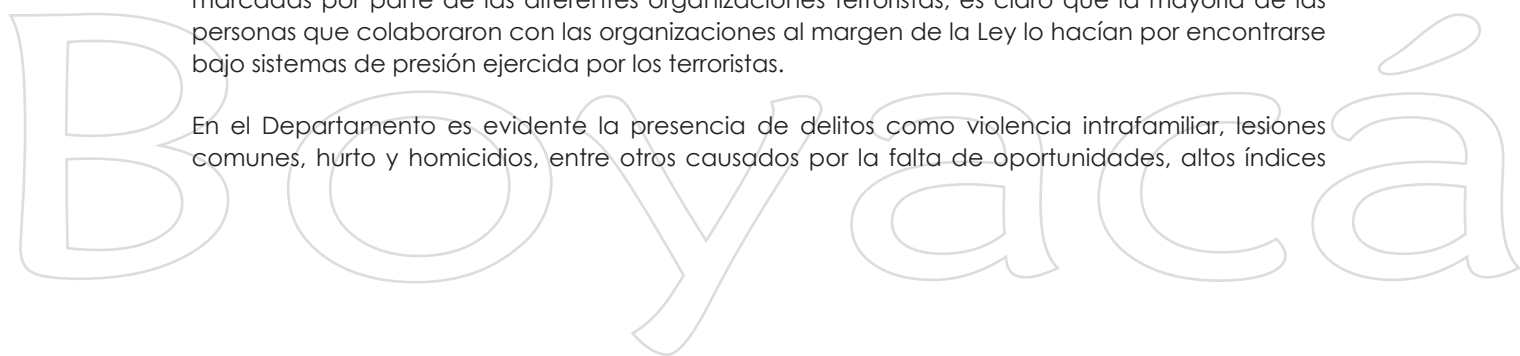 marcadas por parte de las diferentes organizaciones terroristas, es claro que la mayoría de las
personas que colaboraron con las organizaciones al margen de la Ley lo hacían por encontrarse
bajo sistemas de presión ejercida por los terroristas.
En el Departamento es evidente la presencia de delitos como violencia intrafamiliar, lesiones
comunes, hurto y homicidios, entre otros causados por la falta de oportunidades, altos índices
Boyacá